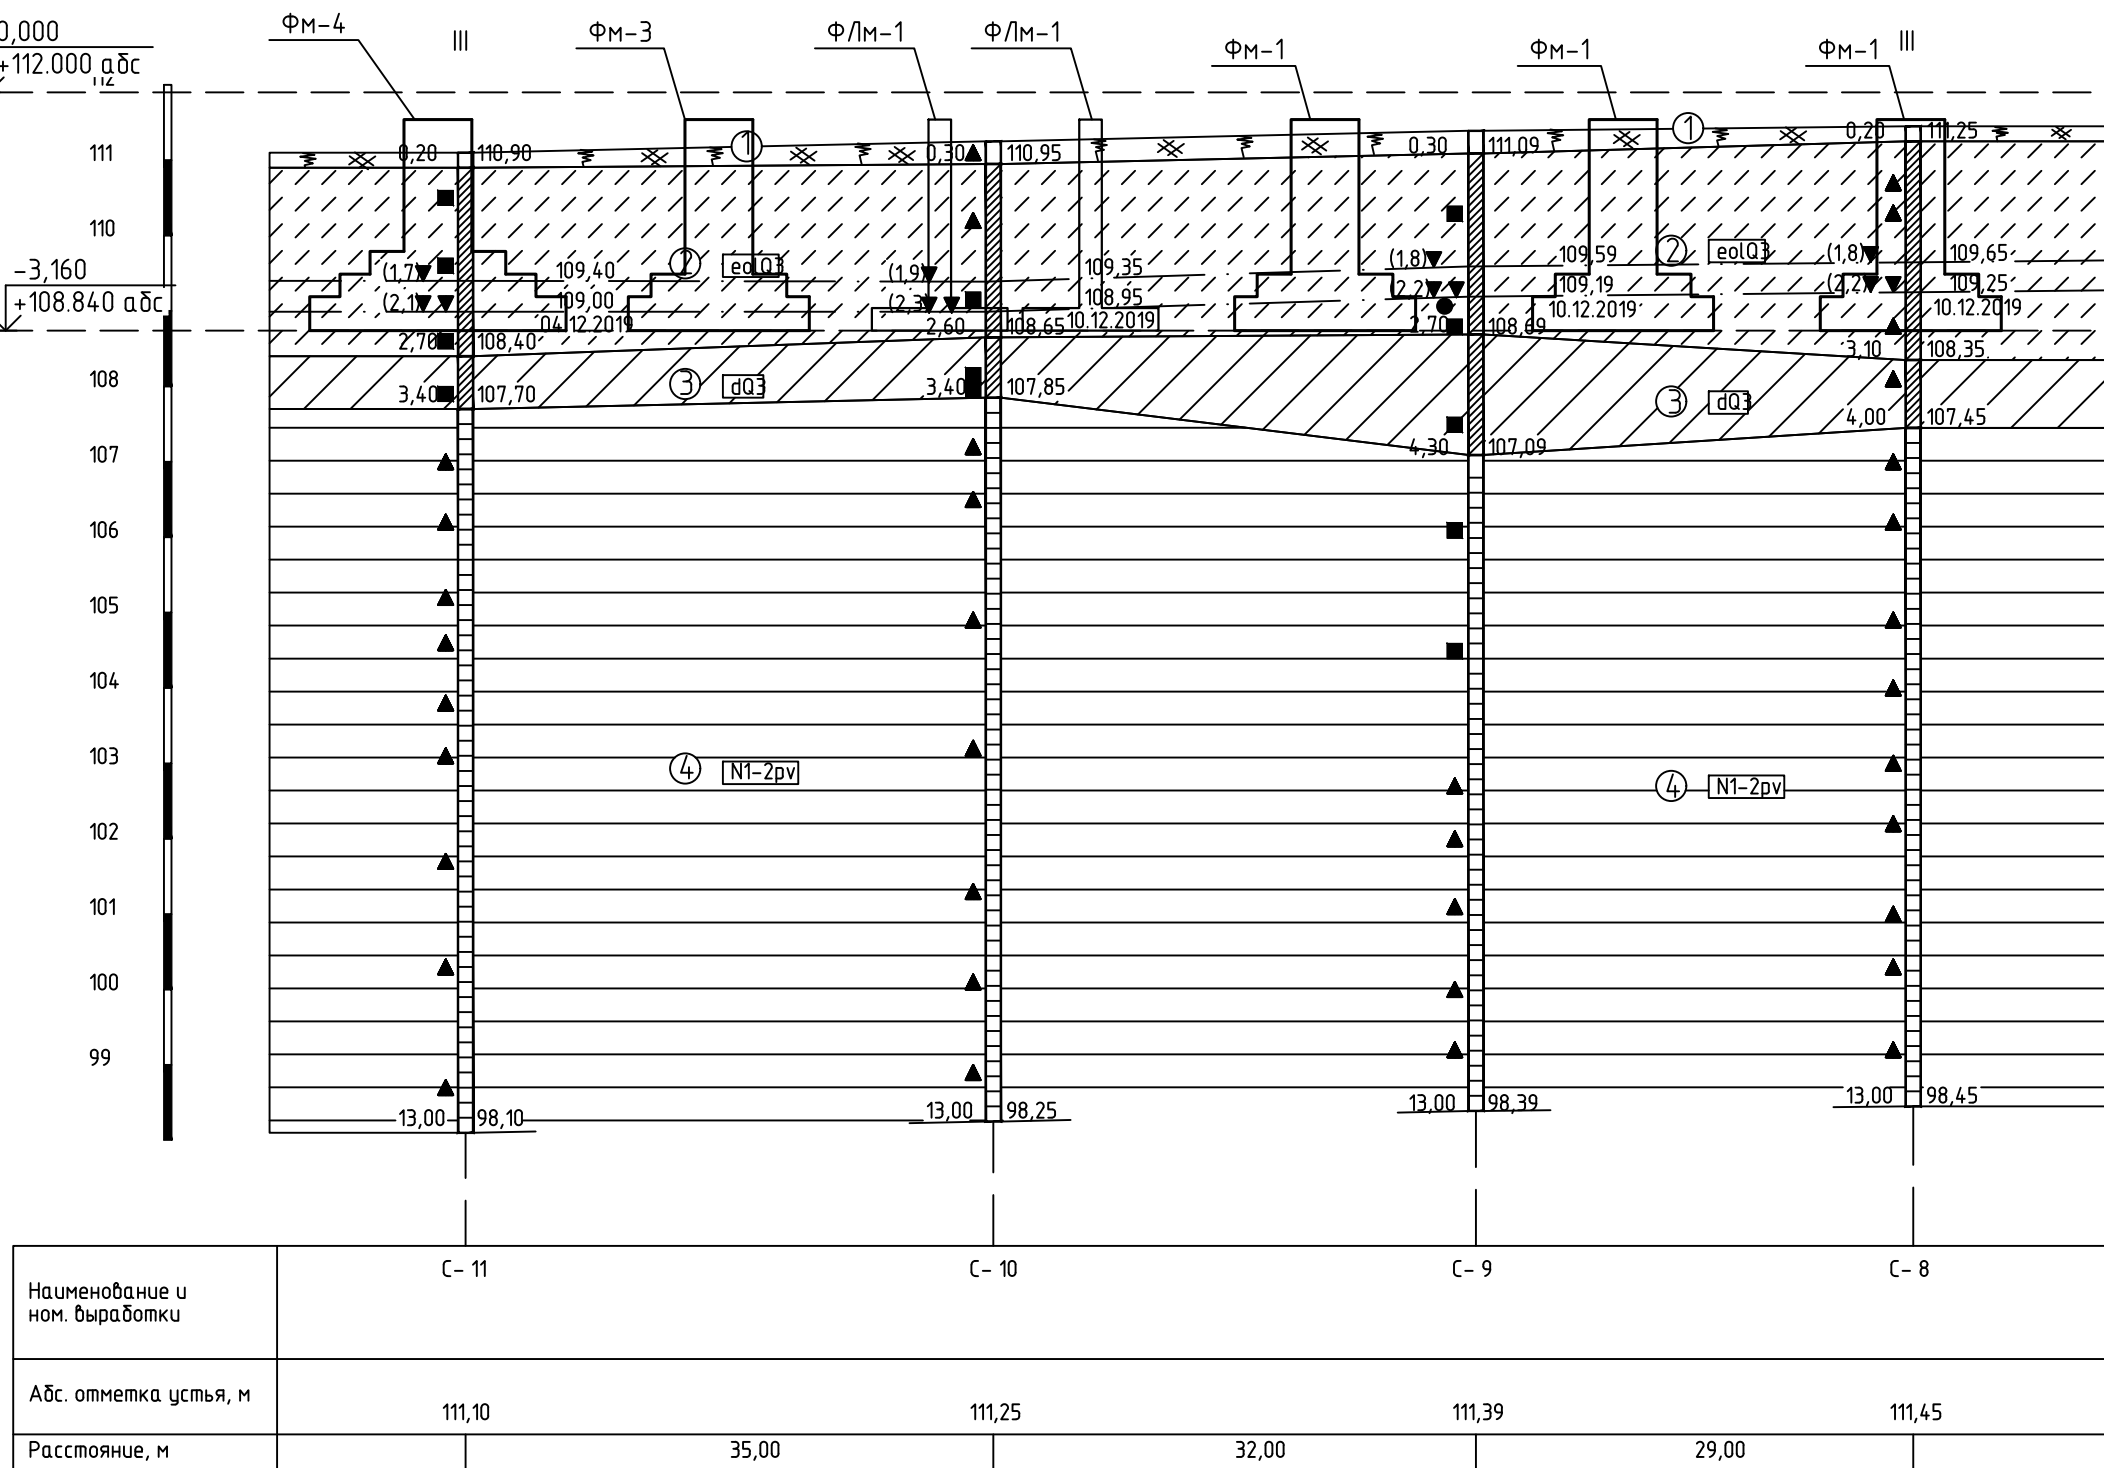 0,000
+112.000 абс
Фм-4
III
Фм-3
ФЛм-1
ФЛм-1
Фм-1
Фм-1
Фм-1
III
112
111
110
-3,160
+108.840 абс
108
107
106
105
104
103
102
101
100
99
0,20 110,90
1
0,30 110,95
0,30 111,09
1
0,20 111,25
2 eolQ3
2 eolQ3
(1,7) 109,40
(1,9) 109,35
(1,8) 109,59
(1,8) 109,65
(2,1) 109,00
(2,3) 108,95
(2,2) 109,19
(2,2) 109,25
04.12.2019
10.12.2019
10.12.2019
10.12.2019
2,70 108,40
2,60 108,65
2,70 108,69
3,10 108,35
3 dQ3
3 dQ3
3,40 107,70
3,40 107,85
4,30 107,09
4,00 107,45
4 N1-2pv
4 N1-2pv
13,00 98,10
13,00 98,25
13,00 98,39
13,00 98,45
Наименование и
ном. выработки
С- 11
С- 10
С- 9
С- 8
Абс. отметка устья, м
111,10
111,25
111,39
111,45
Расстояние, м
35,00
32,00
29,00